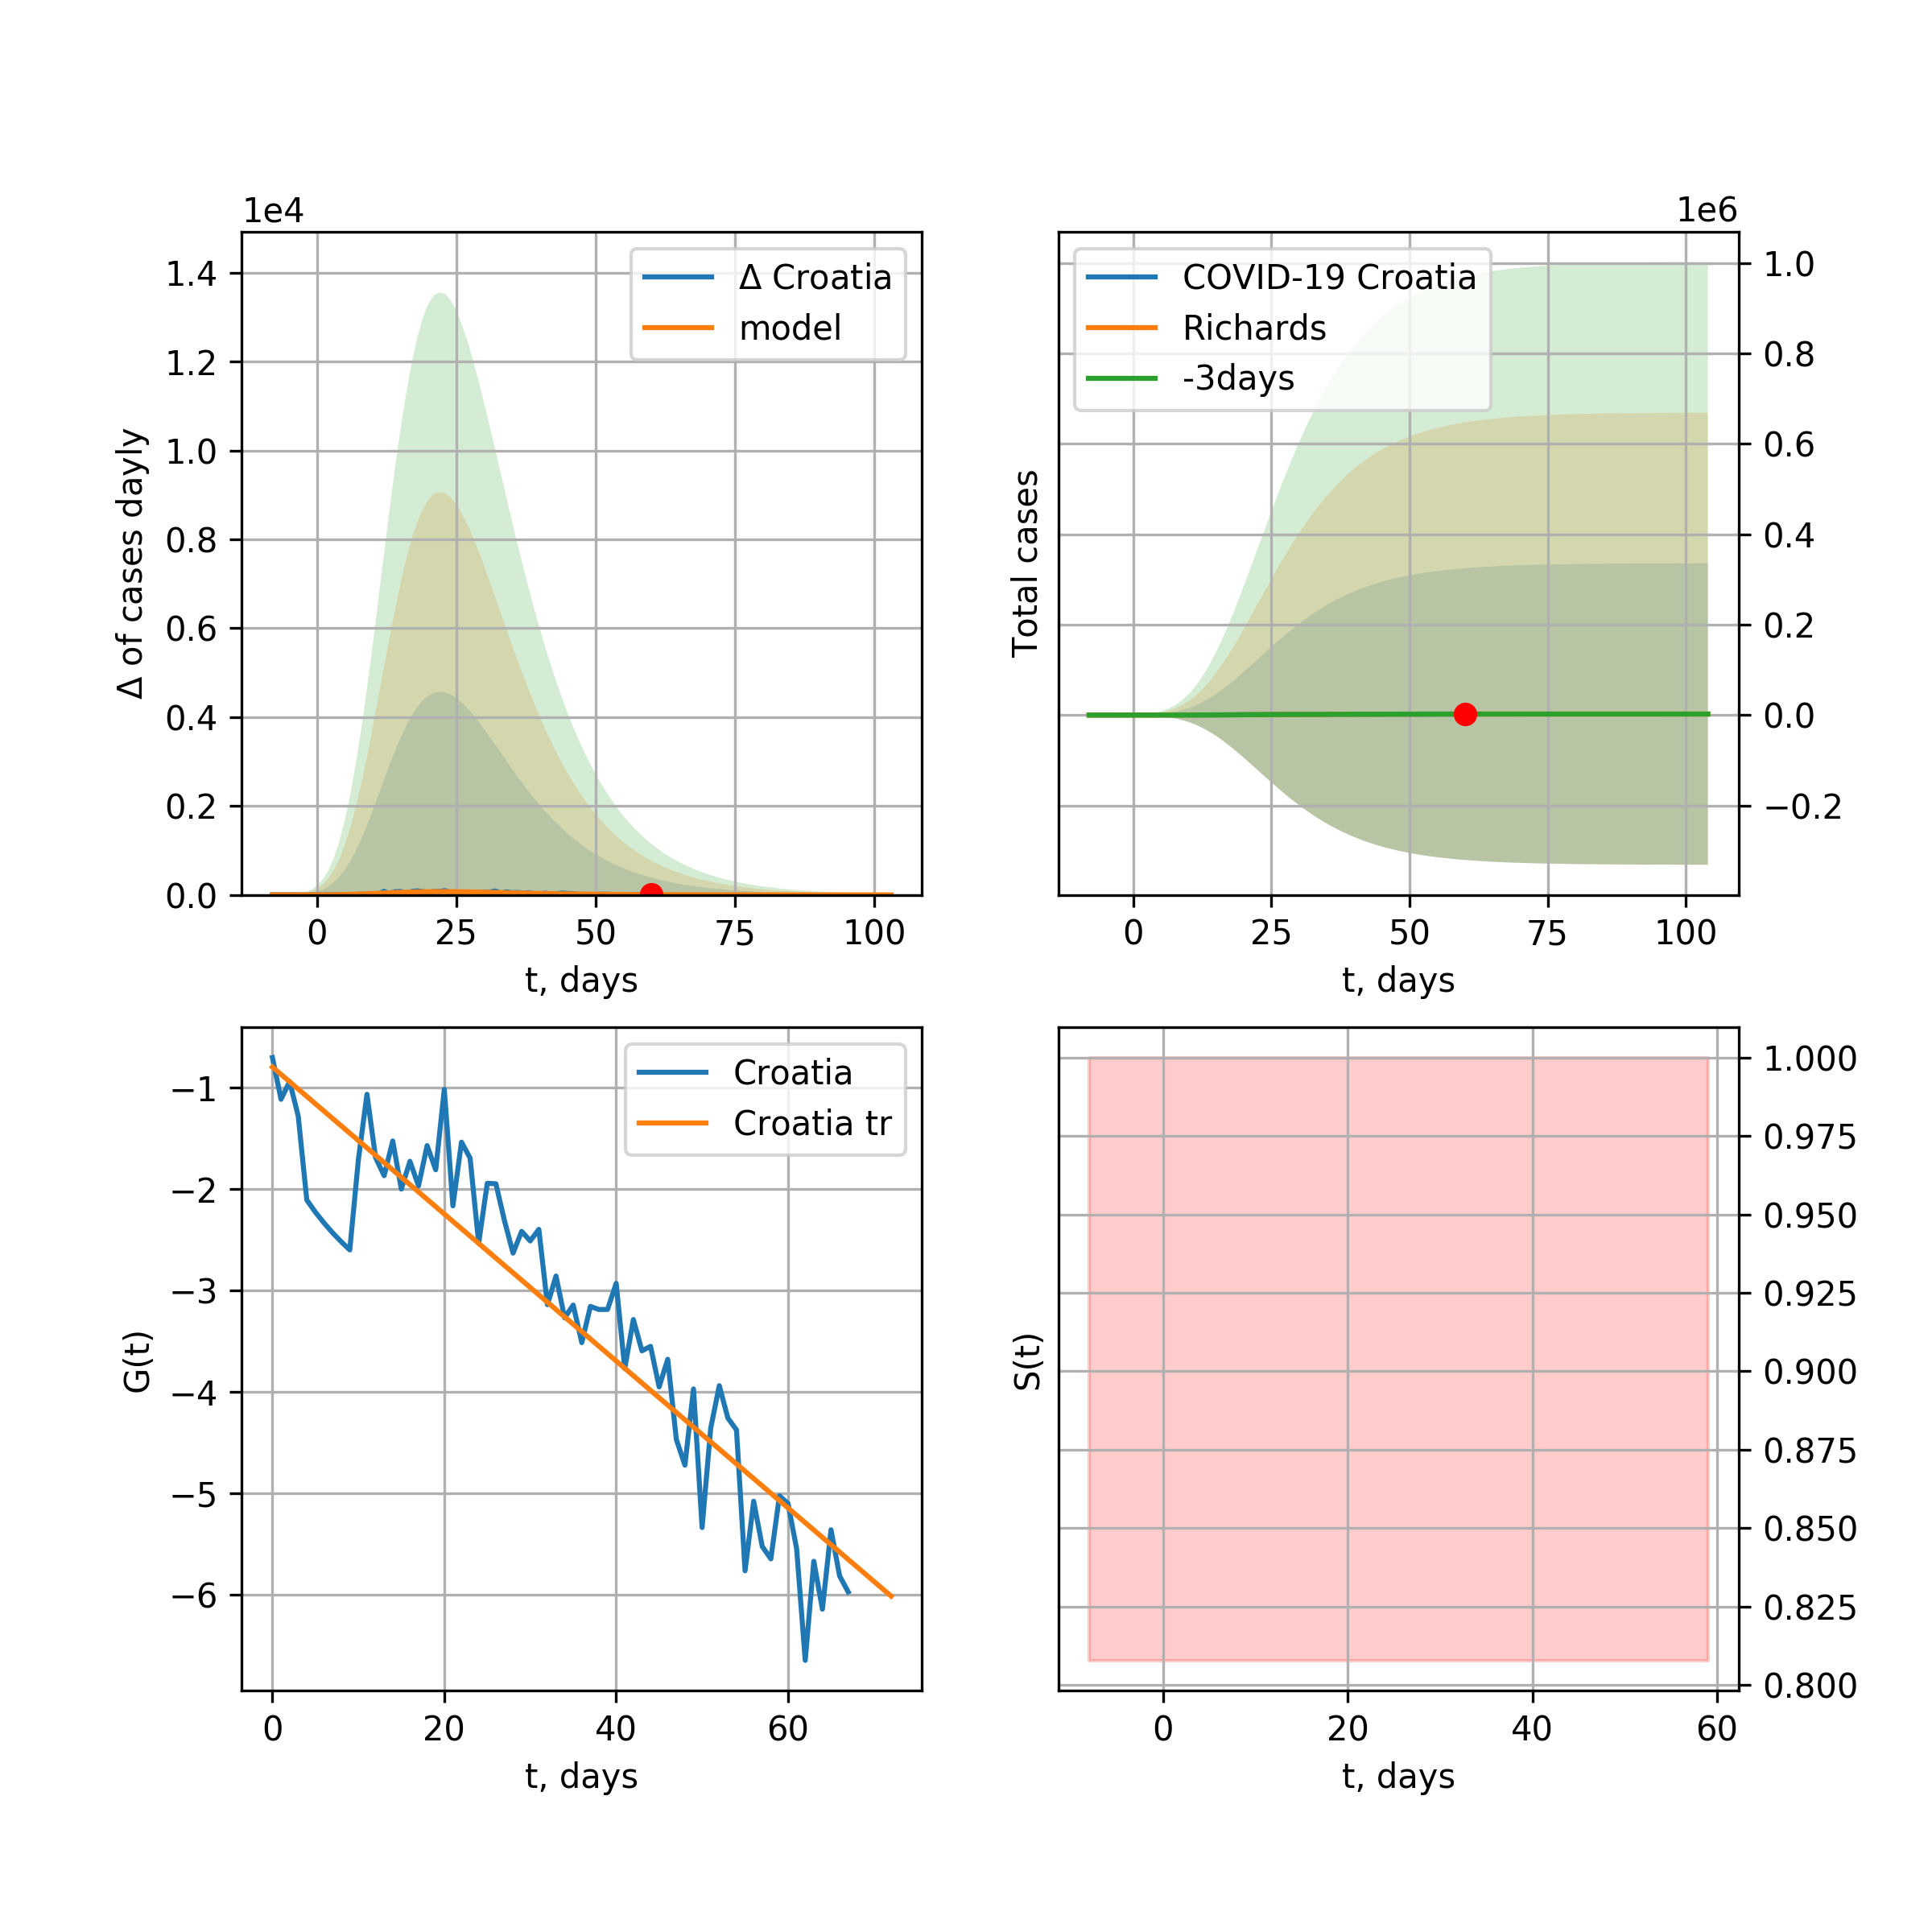 1e4
1.4
1.2
1.0
0.8
0.6
0.4
0.2
0.0
Δ of cases dayly
Δ Croatia
model
0 25 50 75 100
t, days
1e6
1.0
0.8
0.6
0.4
0.2
0.0
−0.2
Total cases
COVID-19 Croatia
Richards
-3days
0 25 50 75 100
t, days
−1
−2
−3
−4
−5
−6
G(t)
Croatia
Croatia tr
0 20 40 60
t, days
1.000
0.975
0.950
0.925
0.900
0.875
0.850
0.825
0.800
S(t)
0 20 40 60
t, days